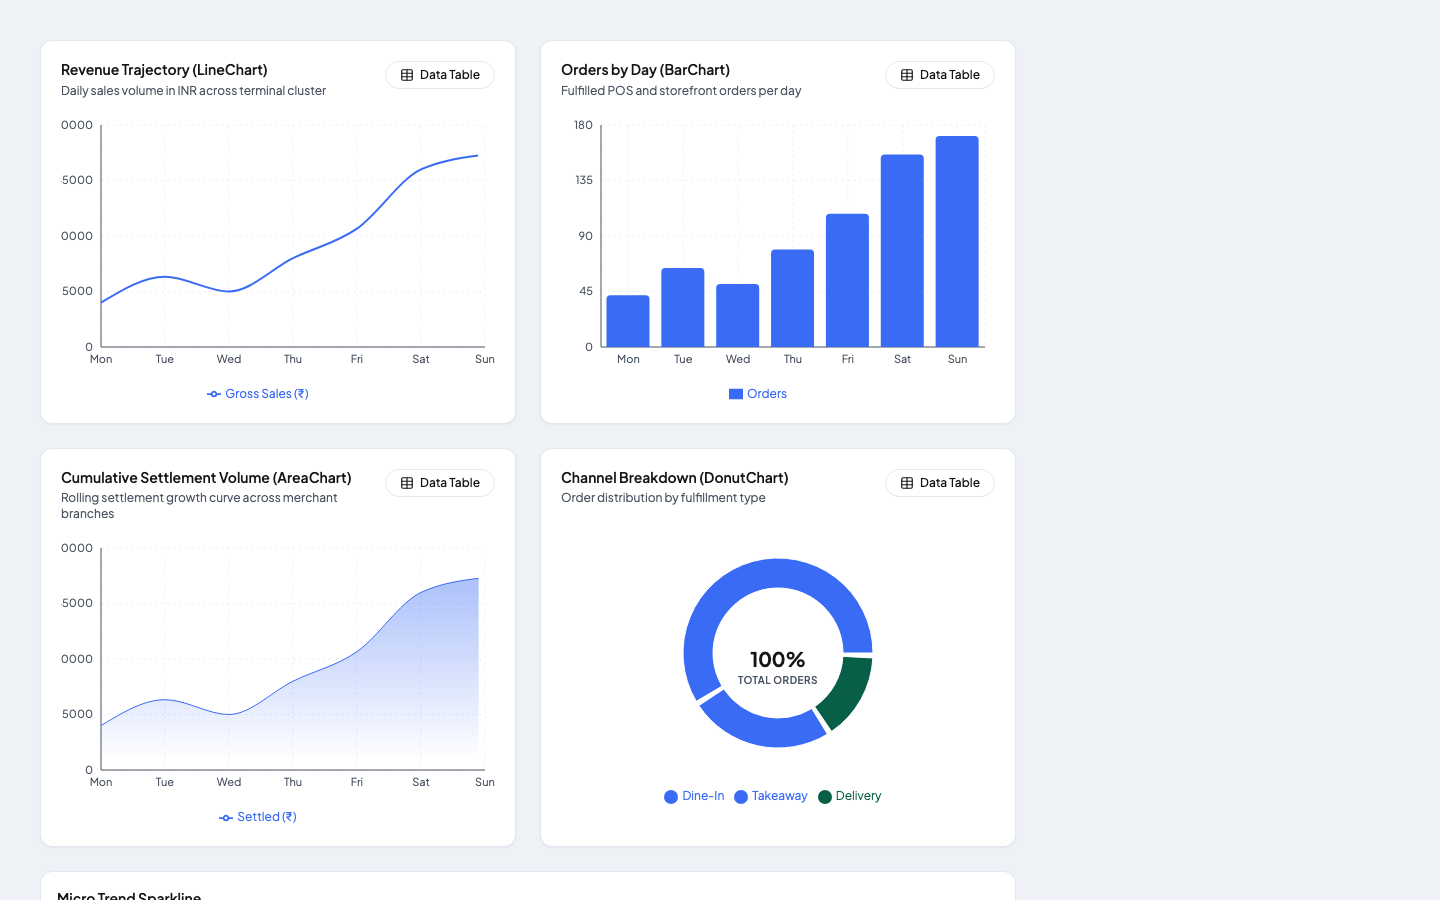 Revenue Trajectory (LineChart)
Data Table
Daily sales volume in INR across terminal cluster
0000
5000
0000
5000
0
Mon Tue Wed Thu Fri Sat Sun
Gross Sales (₹)
Orders by Day (BarChart)
Data Table
Fulfilled POS and storefront orders per day
180
135
90
45
0
Mon Tue Wed Thu Fri Sat Sun
Orders
Cumulative Settlement Volume (AreaChart)
Data Table
Rolling settlement growth curve across merchant
branches
0000
5000
0000
5000
0
Mon Tue Wed Thu Fri Sat Sun
Settled (₹)
Channel Breakdown (DonutChart)
Data Table
Order distribution by fulfillment type
100%
TOTAL ORDERS
Dine-In Takeaway Delivery
Micro Trend Sparkline